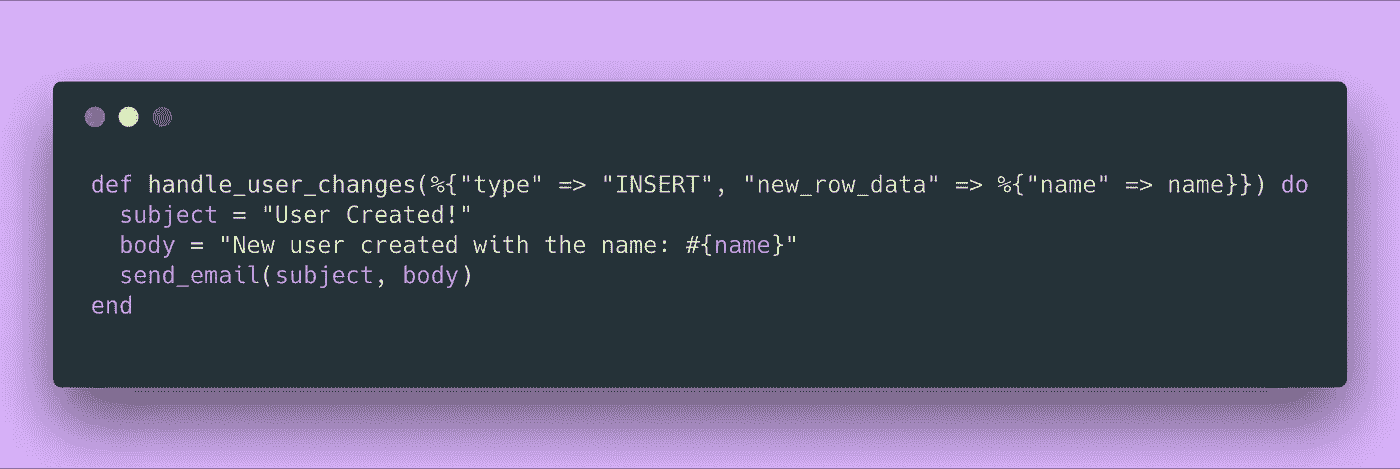 def handle_user_changes(%{"type" => "INSERT", "new_row_data" => %{"name" => name}}) do
  subject = "User Created!"
  body = "New user created with the name: #{name}"
  send_email(subject, body)
end